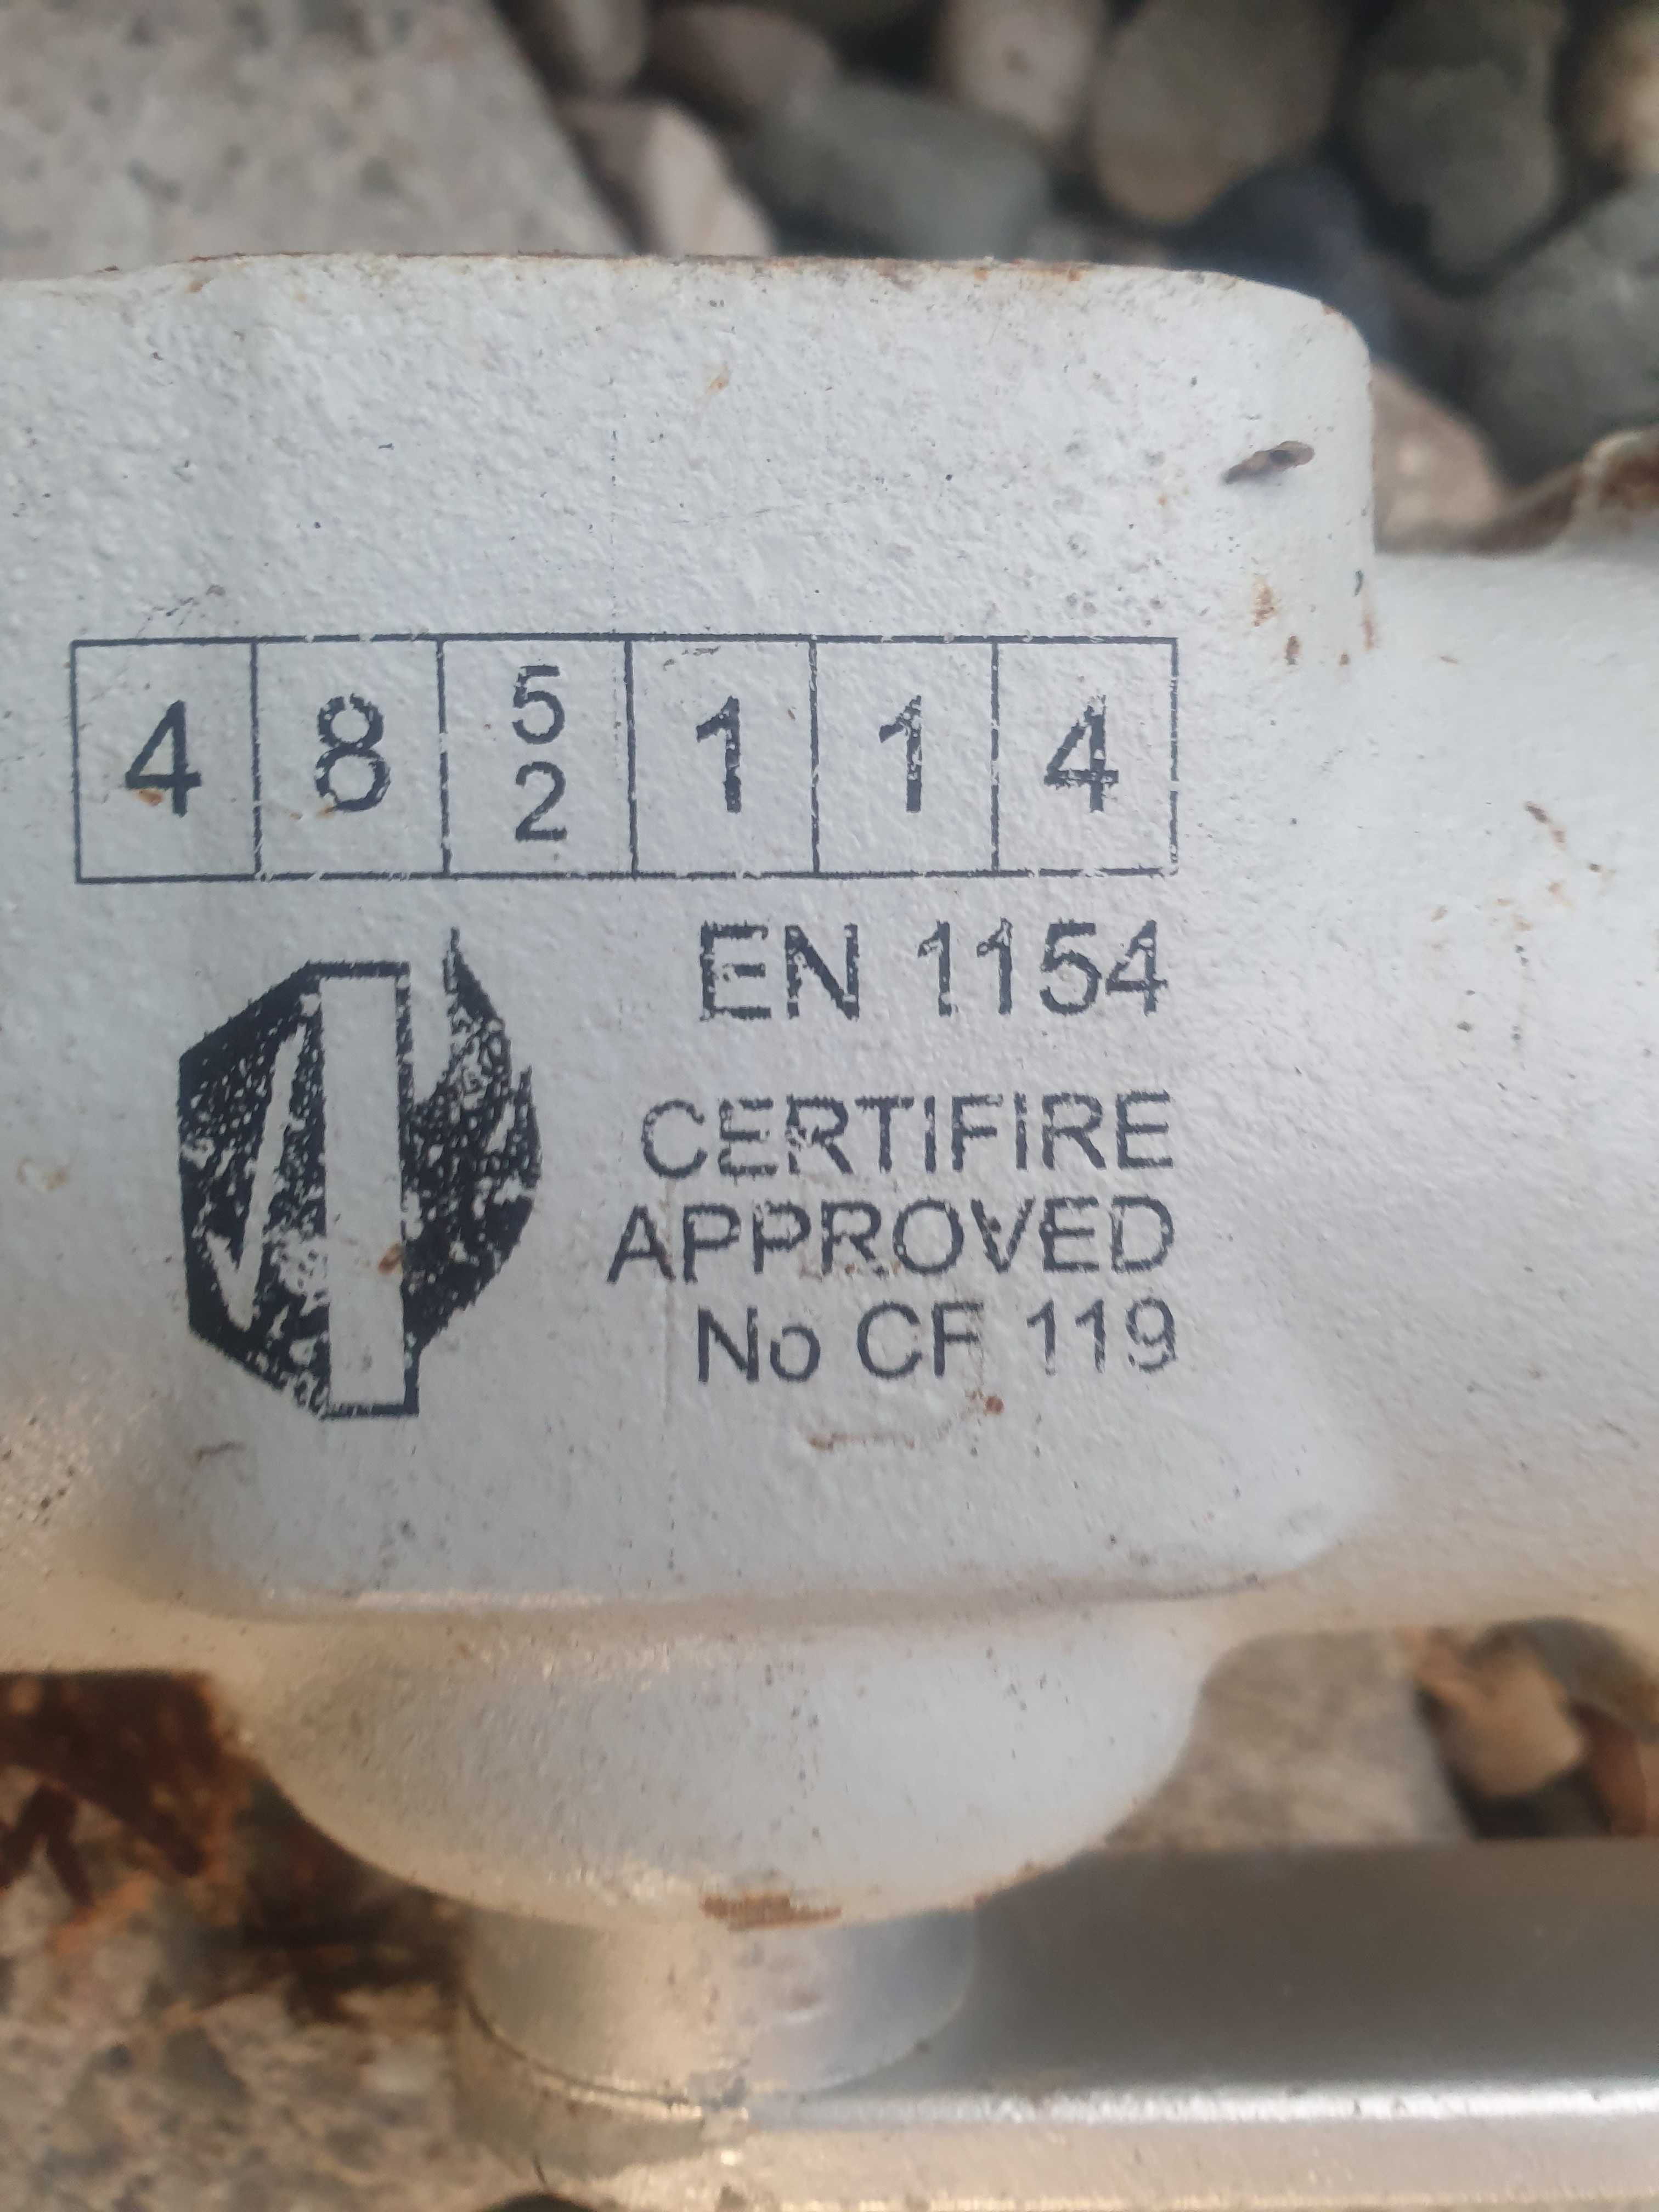 4 8 5 1 1 4
2
EN 1154
CERTIFIRE
APPROVED
No CF 119